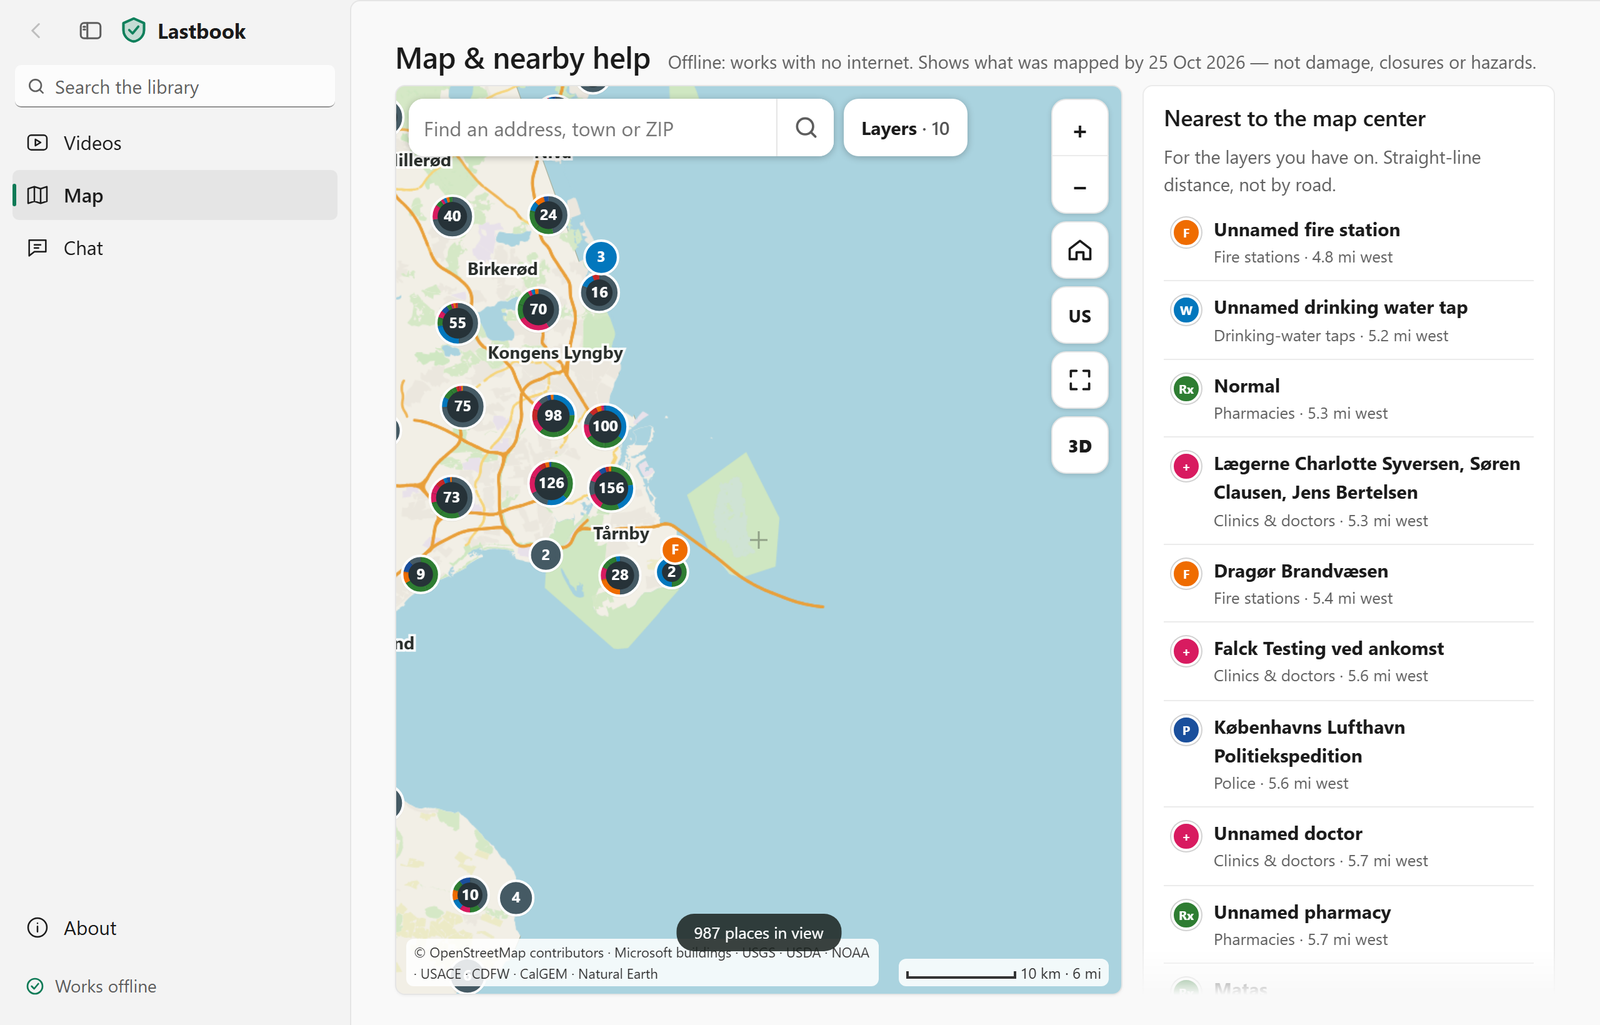 Lastbook
Search the library
Videos
Map
Chat
About
Works offline
Map & nearby help
Offline: works with no internet. Shows what was mapped by 25 Oct 2026 — not damage, closures or hazards.
Find an address, town or ZIP
Layers · 10
+
−
US
3D
40
24
Birkerød
3
16
70
55
Kongens Lyngby
75
98
100
126
156
73
Tårnby
2
F
9
28
2
nd
10
4
987 places in view
© OpenStreetMap contributors · Microsoft buildings · USGS · USDA · NOAA
· USACE · CDFW · CalGEM · Natural Earth
10 km · 6 mi
Nearest to the map center
For the layers you have on. Straight-line
distance, not by road.
F
Unnamed fire station
Fire stations · 4.8 mi west
W
Unnamed drinking water tap
Drinking-water taps · 5.2 mi west
Rx
Normal
Pharmacies · 5.3 mi west
+
Lægerne Charlotte Syversen, Søren
Clausen, Jens Bertelsen
Clinics & doctors · 5.3 mi west
F
Dragør Brandvæsen
Fire stations · 5.4 mi west
+
Falck Testing ved ankomst
Clinics & doctors · 5.6 mi west
P
Københavns Lufthavn
Politiekspedition
Police · 5.6 mi west
+
Unnamed doctor
Clinics & doctors · 5.7 mi west
Rx
Unnamed pharmacy
Pharmacies · 5.7 mi west
Matas